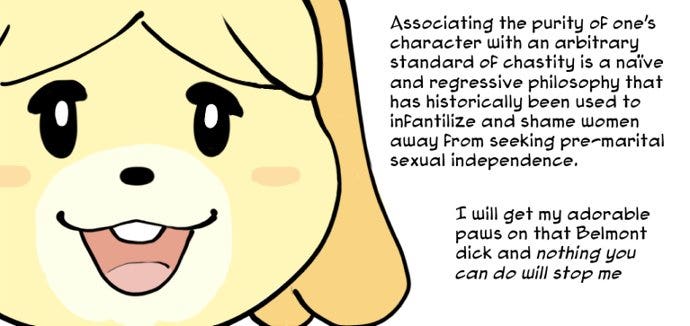 Associating the purity of one's
character with an arbitrary
standard of chastity is a naïve
and regressive philosophy that
has historically been used to
infantilize and shame women
away from seeking pre-marital
sexual independence.
I will get my adorable
paws on that Belmont
dick and nothing you
can do will stop me